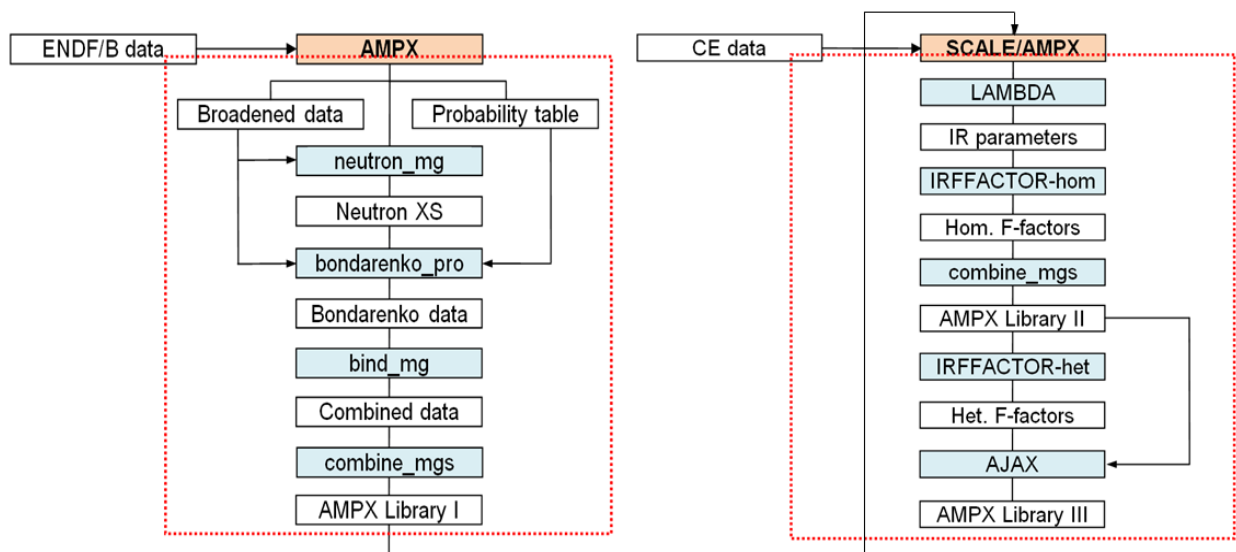 ENDF/B data
AMPX
Broadened data
Probability table
neutron_mg
Neutron XS
bondarenko_pro
Bondarenko data
bind_mg
Combined data
combine_mgs
AMPX Library I
CE data
SCALE/AMPX
LAMBDA
IR parameters
IRFFACTOR-hom
Hom. F-factors
combine_mgs
AMPX Library II
IRFFACTOR-het
Het. F-factors
AJAX
AMPX Library III